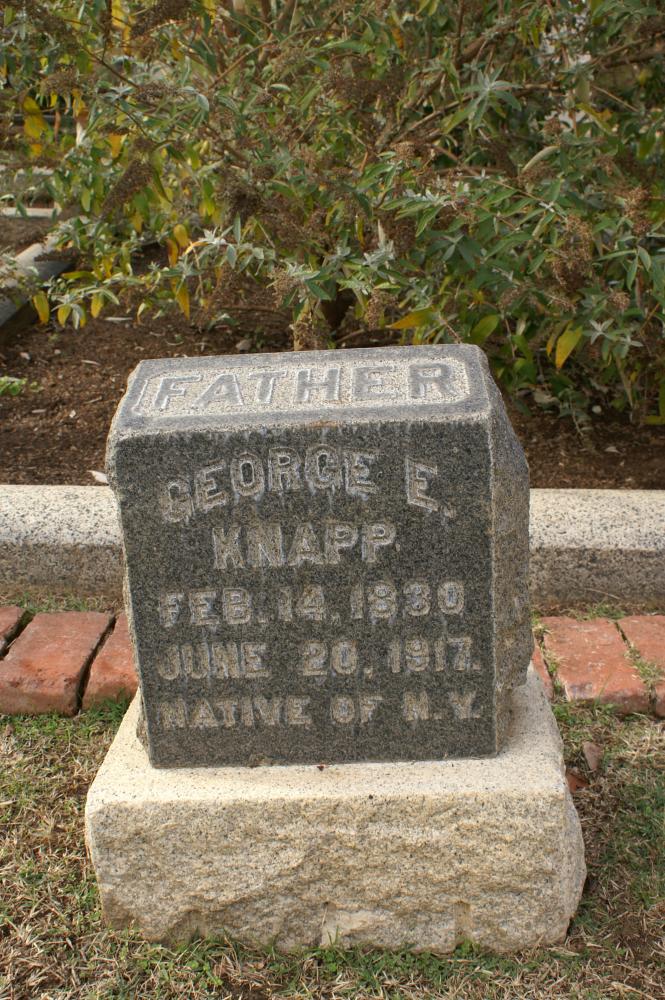 FATHER
GEORGE E.
KNAPP
FEB. 14, 1830
JUNE 20, 1917.
NATIVE OF N.Y.